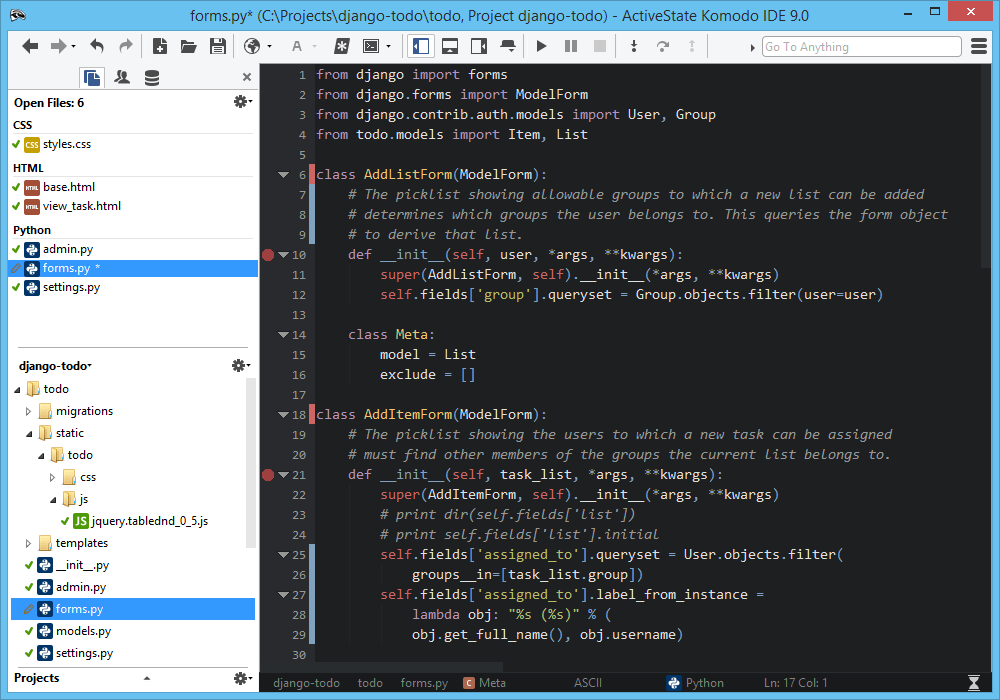 forms.py* (C:\Projects\django-todo\todo, Project django-todo) - ActiveState Komodo IDE 9.0
Go To Anything
Open Files: 6
CSS
CSS styles.css
HTML
HTML base.html
HTML view_task.html
Python
admin.py
forms.py *
settings.py
django-todo
todo
migrations
static
todo
css
js
JS jquery.tablednd_0_5.js
templates
__init__.py
admin.py
forms.py
models.py
settings.py
Projects
1 from django import forms
2 from django.forms import ModelForm
3 from django.contrib.auth.models import User, Group
4 from todo.models import Item, List
5
6 class AddListForm(ModelForm):
7 # The picklist showing allowable groups to which a new list can be added
8 # determines which groups the user belongs to. This queries the form object
9 # to derive that list.
10 def __init__(self, user, *args, **kwargs):
11 super(AddListForm, self).__init__(*args, **kwargs)
12 self.fields['group'].queryset = Group.objects.filter(user=user)
13
14 class Meta:
15 model = List
16 exclude = []
17
18 class AddItemForm(ModelForm):
19 # The picklist showing the users to which a new task can be assigned
20 # must find other members of the groups the current list belongs to.
21 def __init__(self, task_list, *args, **kwargs):
22 super(AddItemForm, self).__init__(*args, **kwargs)
23 # print dir(self.fields['list'])
24 # print self.fields['list'].initial
25 self.fields['assigned_to'].queryset = User.objects.filter(
26 groups__in=[task_list.group])
27 self.fields['assigned_to'].label_from_instance =
28 lambda obj: "%s (%s)" % (
29 obj.get_full_name(), obj.username)
30
django-todo todo forms.py C Meta ASCII Python Ln: 17 Col: 1